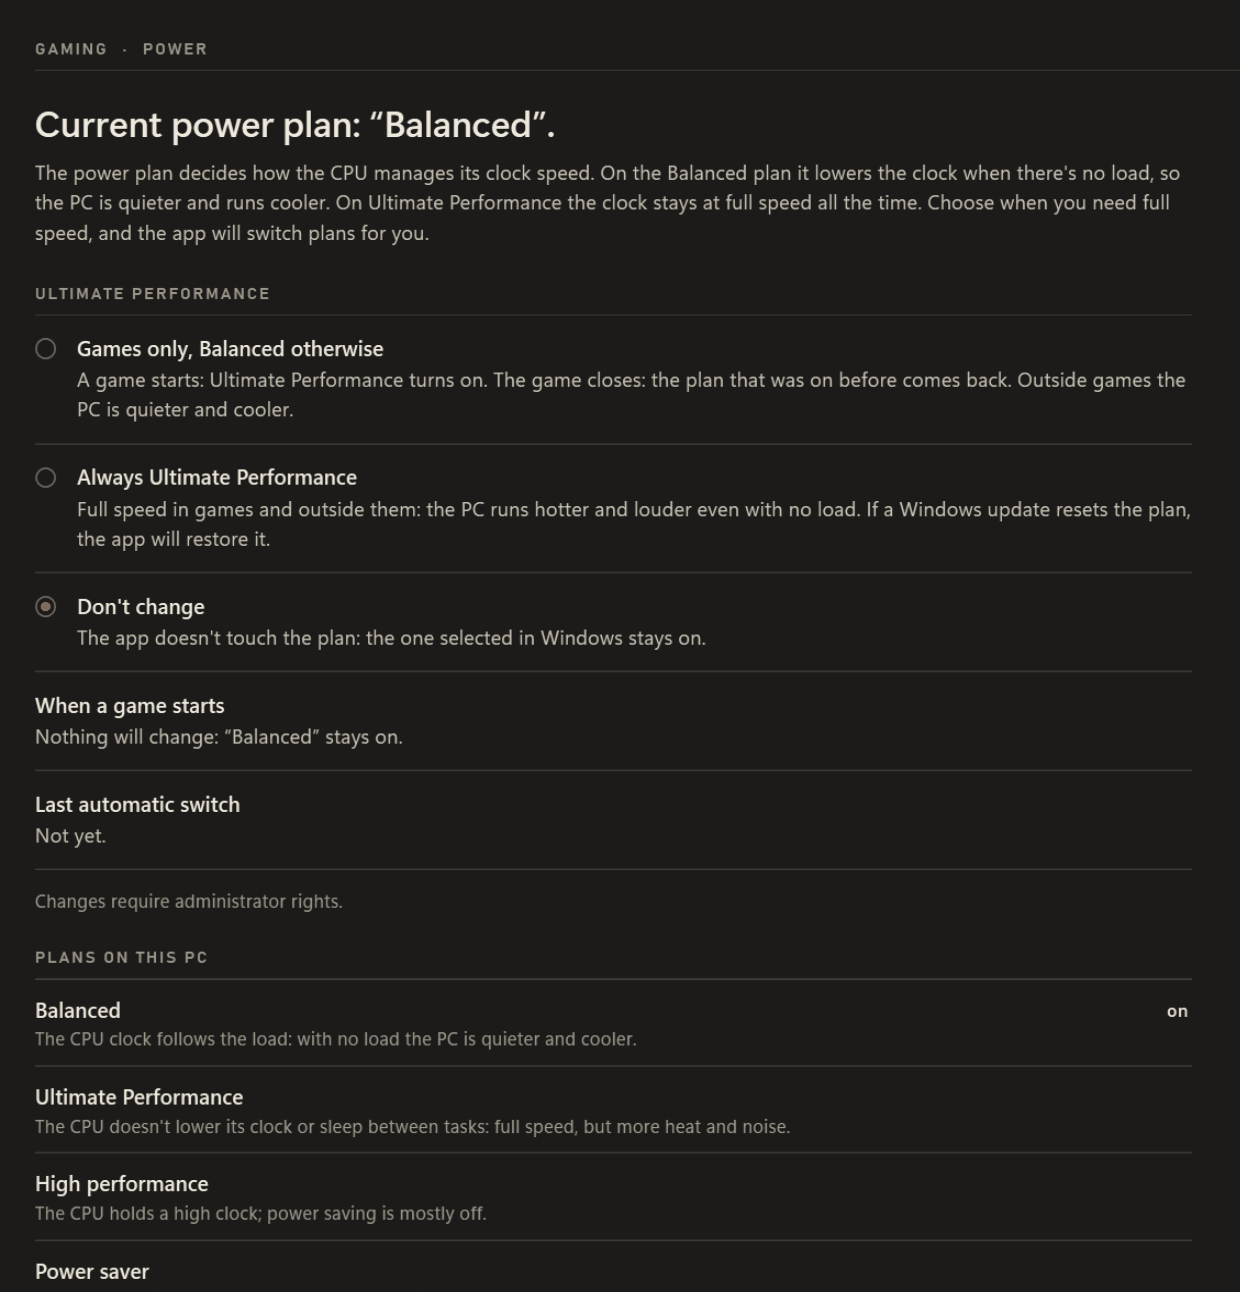 GAMING · POWER
Current power plan: “Balanced”.
The power plan decides how the CPU manages its clock speed. On the Balanced plan it lowers the clock when there's no load, so
the PC is quieter and runs cooler. On Ultimate Performance the clock stays at full speed all the time. Choose when you need full
speed, and the app will switch plans for you.
ULTIMATE PERFORMANCE
Games only, Balanced otherwise
A game starts: Ultimate Performance turns on. The game closes: the plan that was on before comes back. Outside games the
PC is quieter and cooler.
Always Ultimate Performance
Full speed in games and outside them: the PC runs hotter and louder even with no load. If a Windows update resets the plan,
the app will restore it.
Don't change
The app doesn't touch the plan: the one selected in Windows stays on.
When a game starts
Nothing will change: “Balanced” stays on.
Last automatic switch
Not yet.
Changes require administrator rights.
PLANS ON THIS PC
Balanced on
The CPU clock follows the load: with no load the PC is quieter and cooler.
Ultimate Performance
The CPU doesn't lower its clock or sleep between tasks: full speed, but more heat and noise.
High performance
The CPU holds a high clock; power saving is mostly off.
Power saver